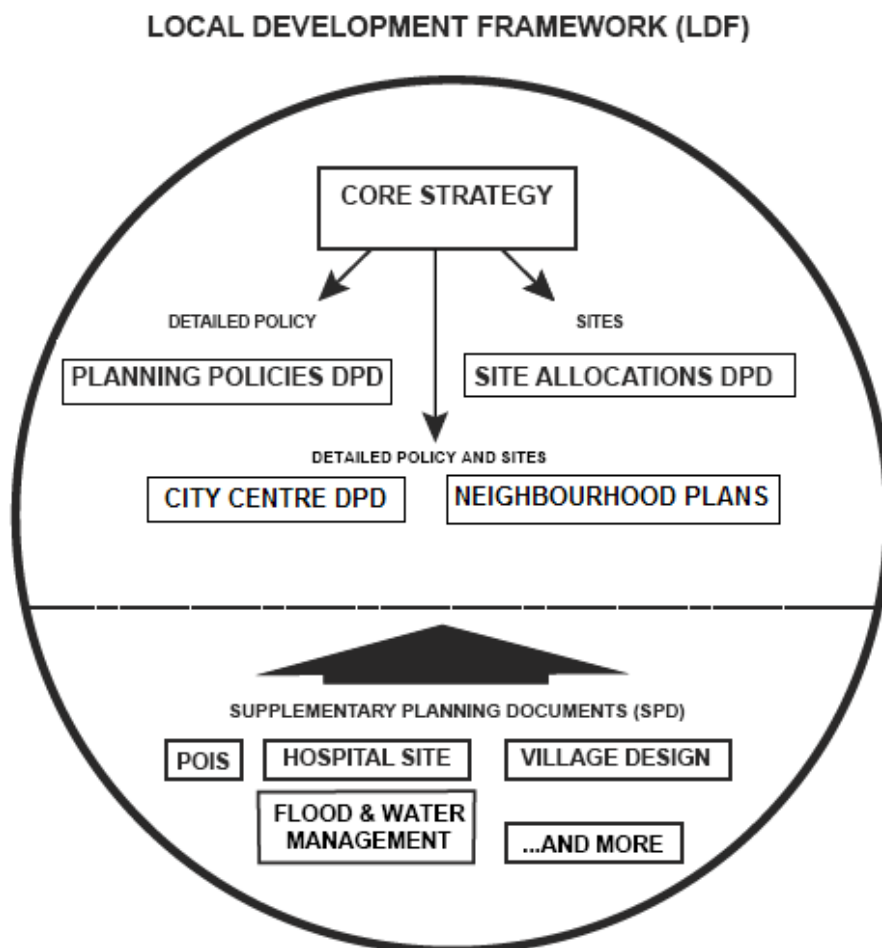 LOCAL DEVELOPMENT FRAMEWORK (LDF)
CORE STRATEGY
DETAILED POLICY
SITES
PLANNING POLICIES DPD
SITE ALLOCATIONS DPD
DETAILED POLICY AND SITES
CITY CENTRE DPD
NEIGHBOURHOOD PLANS
SUPPLEMENTARY PLANNING DOCUMENTS (SPD)
POIS
HOSPITAL SITE
VILLAGE DESIGN
FLOOD & WATER
MANAGEMENT
...AND MORE